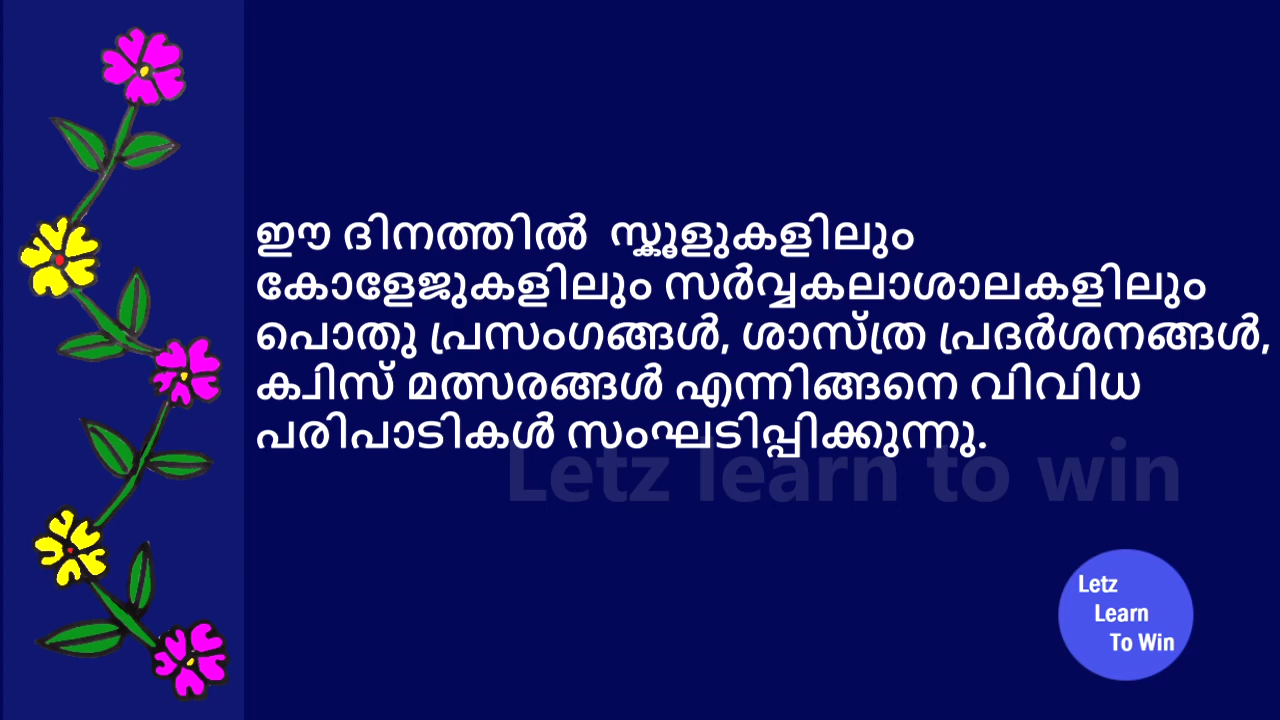 ഈ ദിനത്തിൽ സ്കൂളുകളിലും
കോളേജുകളിലും സർവ്വകലാശാലകളിലും
പൊതു പ്രസംഗങ്ങൾ, ശാസ്ത്ര പ്രദർശനങ്ങൾ,
ക്വിസ് മത്സരങ്ങൾ എന്നിങ്ങനെ വിവിധ
പരിപാടികൾ സംഘടിപ്പിക്കുന്നു.
Letz learn to win
Letz
Learn
To Win